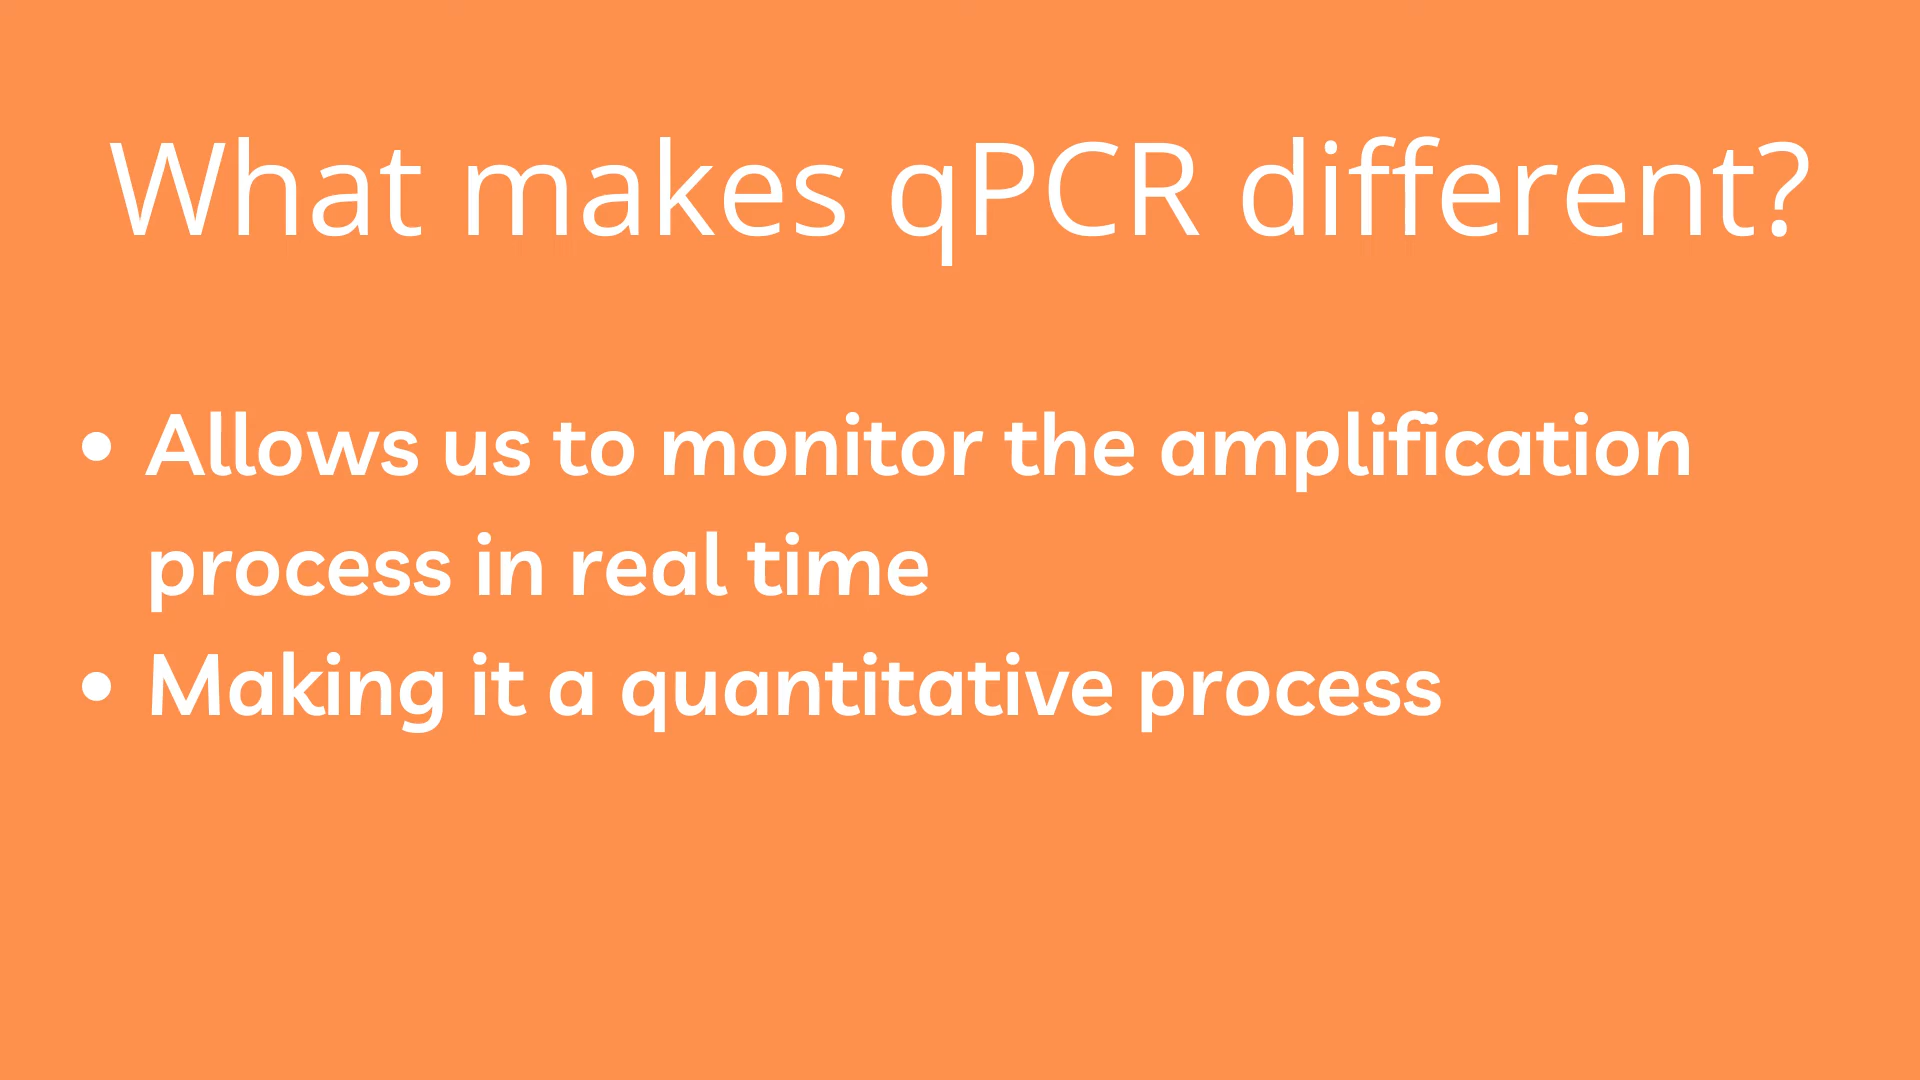 What makes qPCR different?
• Allows us to monitor the amplification
process in real time
• Making it a quantitative process